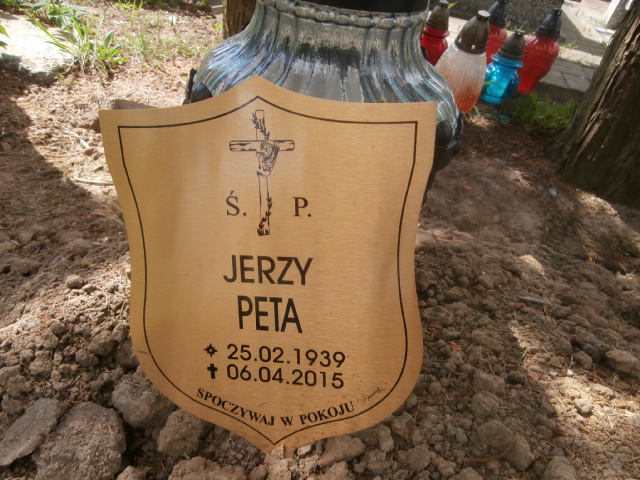 Ś. P.
JERZY
PETA
25.02.1939
06.04.2015
SPOCZYWAJ W POKOJU